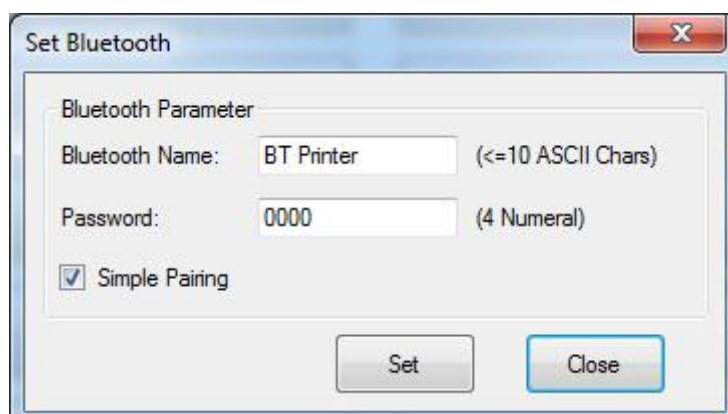 Set Bluetooth
Bluetooth Parameter
Bluetooth Name: BT Printer (<=10 ASCII Chars)
Password: 0000 (4 Numeral)
Simple Pairing
Set Close